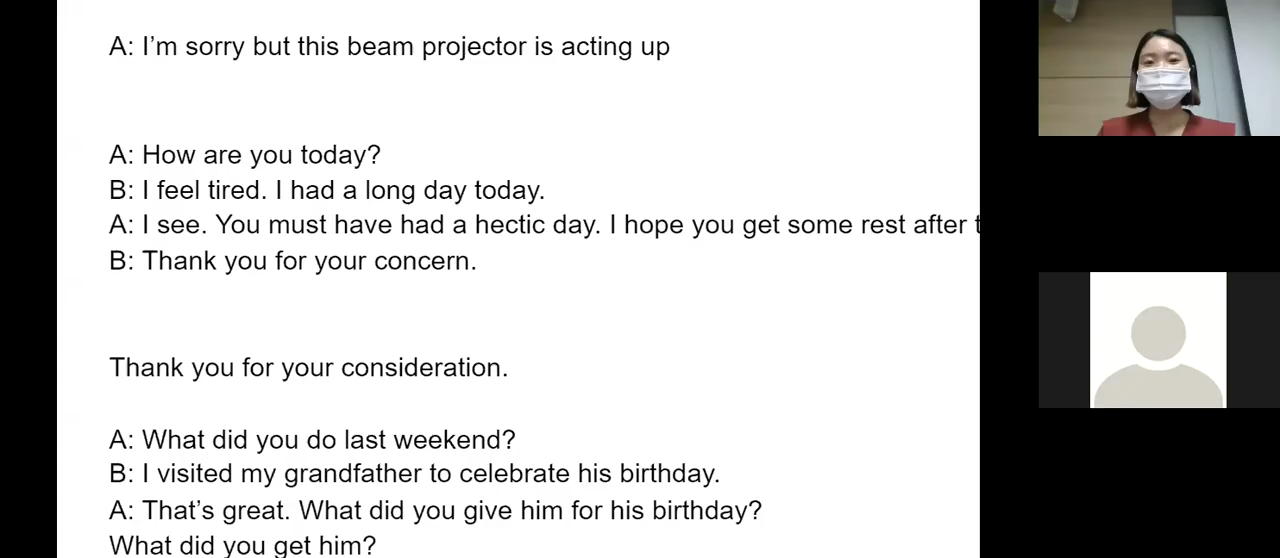 A: I’m sorry but this beam projector is acting up
A: How are you today?
B: I feel tired. I had a long day today.
A: I see. You must have had a hectic day. I hope you get some rest after
B: Thank you for your concern.
Thank you for your consideration.
A: What did you do last weekend?
B: I visited my grandfather to celebrate his birthday.
A: That’s great. What did you give him for his birthday?
What did you get him?